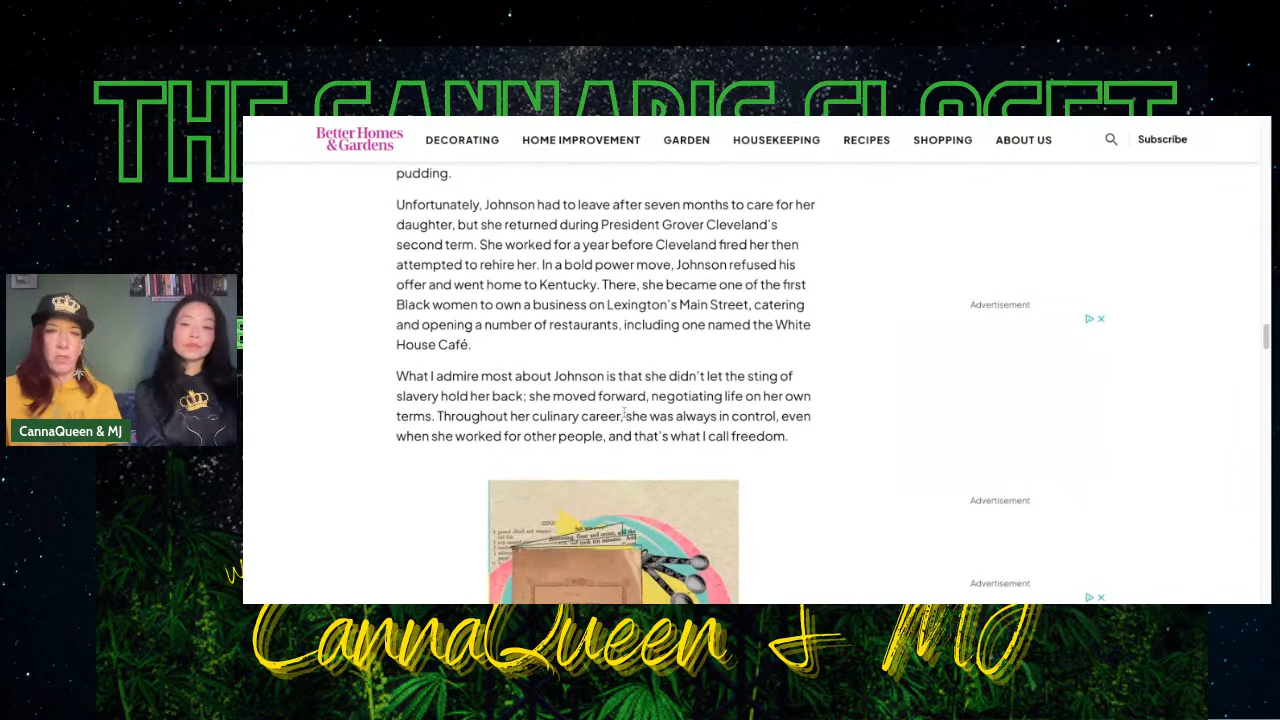 THE CANNABIS CLOSET
Better Homes
& Gardens
DECORATING HOME IMPROVEMENT GARDEN HOUSEKEEPING RECIPES SHOPPING ABOUT US
Subscribe
pudding.
Unfortunately, Johnson had to leave after seven months to care for her
daughter, but she returned during President Grover Cleveland's
second term. She worked for a year before Cleveland fired her then
attempted to rehire her. In a bold power move, Johnson refused his
offer and went home to Kentucky. There, she became one of the first
Black women to own a business on Lexington's Main Street, catering
and opening a number of restaurants, including one named the White
House Café.
What I admire most about Johnson is that she didn't let the sting of
slavery hold her back; she moved forward, negotiating life on her own
terms. Throughout her culinary career, she was always in control, even
when she worked for other people, and that's what I call freedom.
Advertisement
Advertisement
Advertisement
CannaQueen & MJ
CannaQueen & MJ